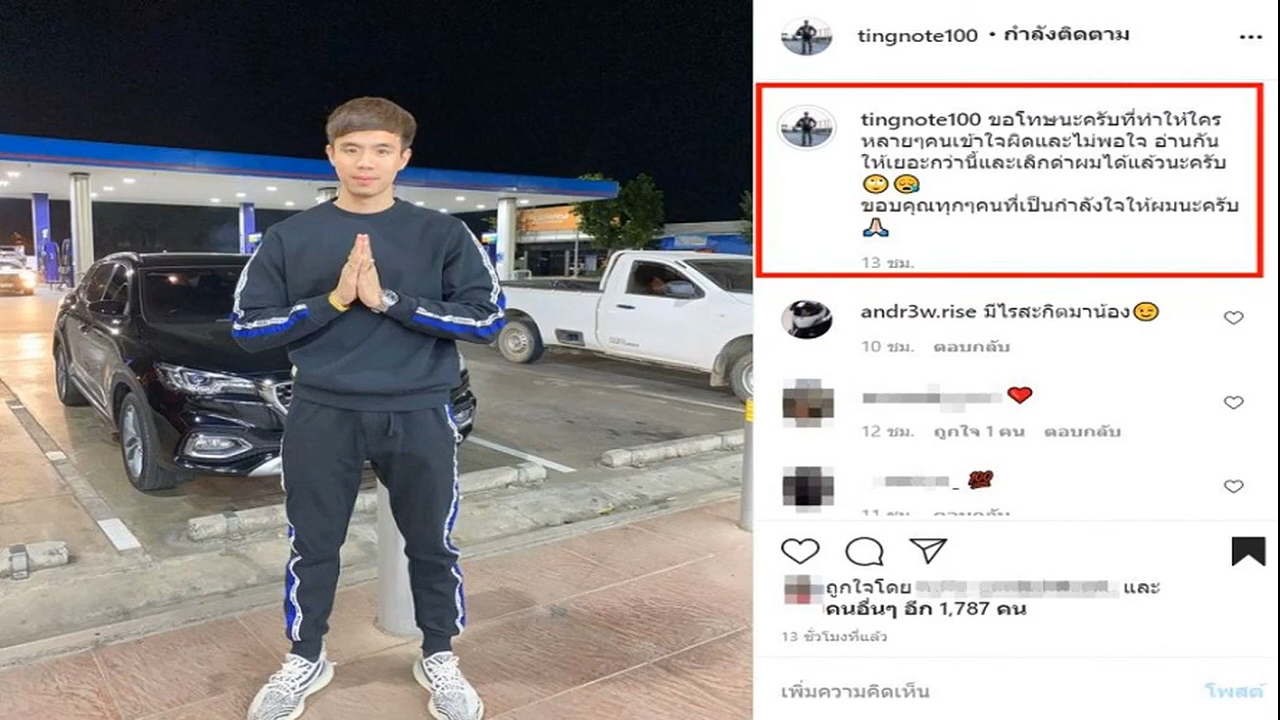 tingnote100 • กำลังติดตาม
tingnote100 ขอโทษนะครับที่ทำให้ใคร
หลายๆคนเข้าใจผิดและไม่พอใจ อ่านกัน
ให้เยอะกว่านี้และเลิกด่าผมได้แล้วนะครับ
🙄😪
ขอบคุณทุกๆคนที่เป็นกำลังใจให้ผมนะครับ
🙏🏻
13 ชม.
andr3w.rise มีไรสะกิดมาน้อง😉
10 ชม. ตอบกลับ
❤️
12 ชม. ถูกใจ 1 คน ตอบกลับ
💯
11 ชม. ตอบกลับ
ถูกใจโดย และ
คนอื่นๆ อีก 1,787 คน
13 ชั่วโมงที่แล้ว
เพิ่มความคิดเห็น โพสต์